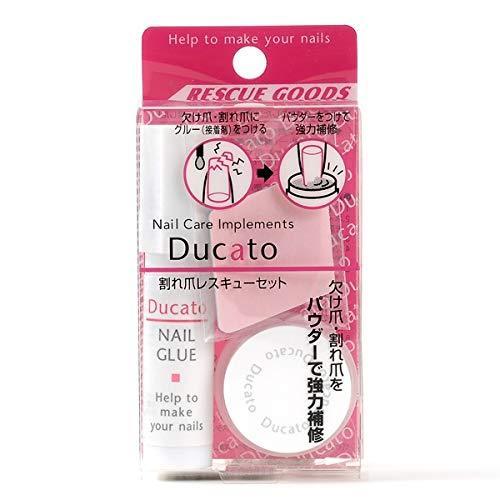 Help to make your nails
RESCUE GOODS
欠け爪・割れ爪に
グルー(接着剤)をつける
パウダーをつけて
強力補修
Nail Care Implements
Ducato
割れ爪レスキューセット
Ducato
NAIL
GLUE
Help to
make
your nails
欠け爪・割れ爪を
パウダーで強力補修
Ducato Ducato Ducato Ducato